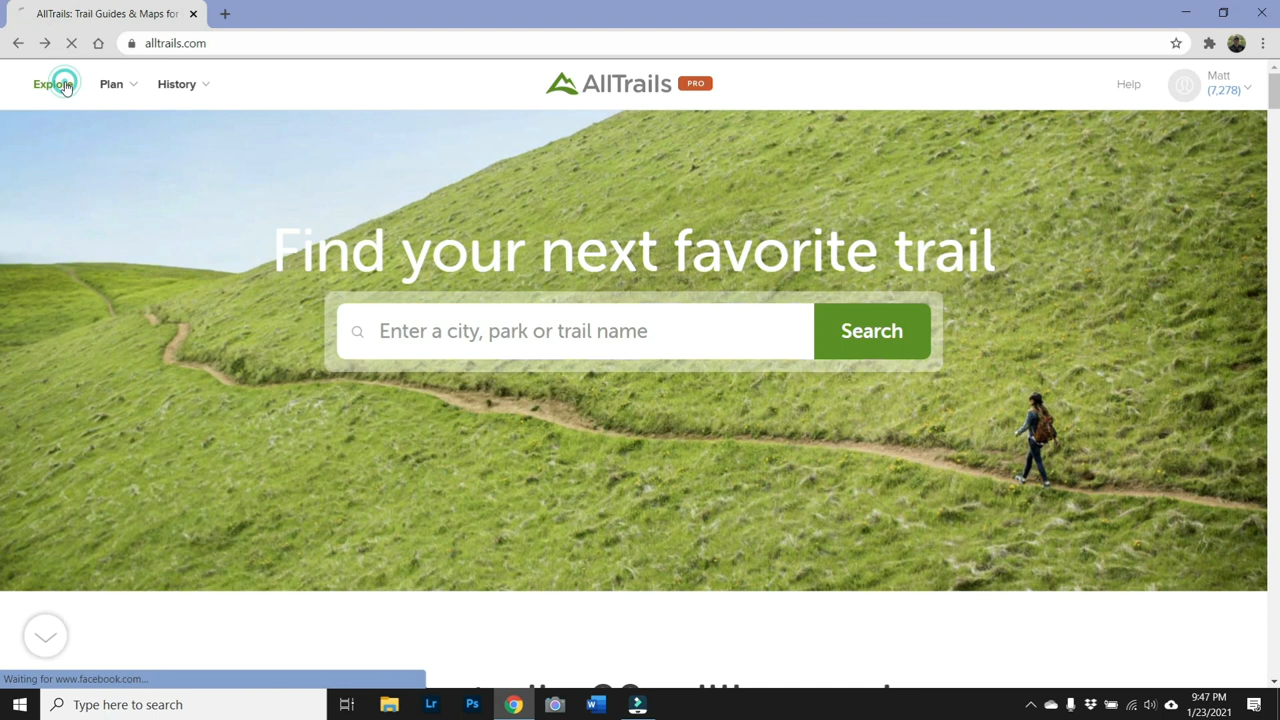 AllTrails: Trail Guides & Maps for
alltrails.com
Explore Plan History AllTrails PRO Help Matt
(7,278)
Find your next favorite trail
Enter a city, park or trail name Search
Waiting for www.facebook.com...
Type here to search Lr Ps W 9:47 PM
1/23/2021